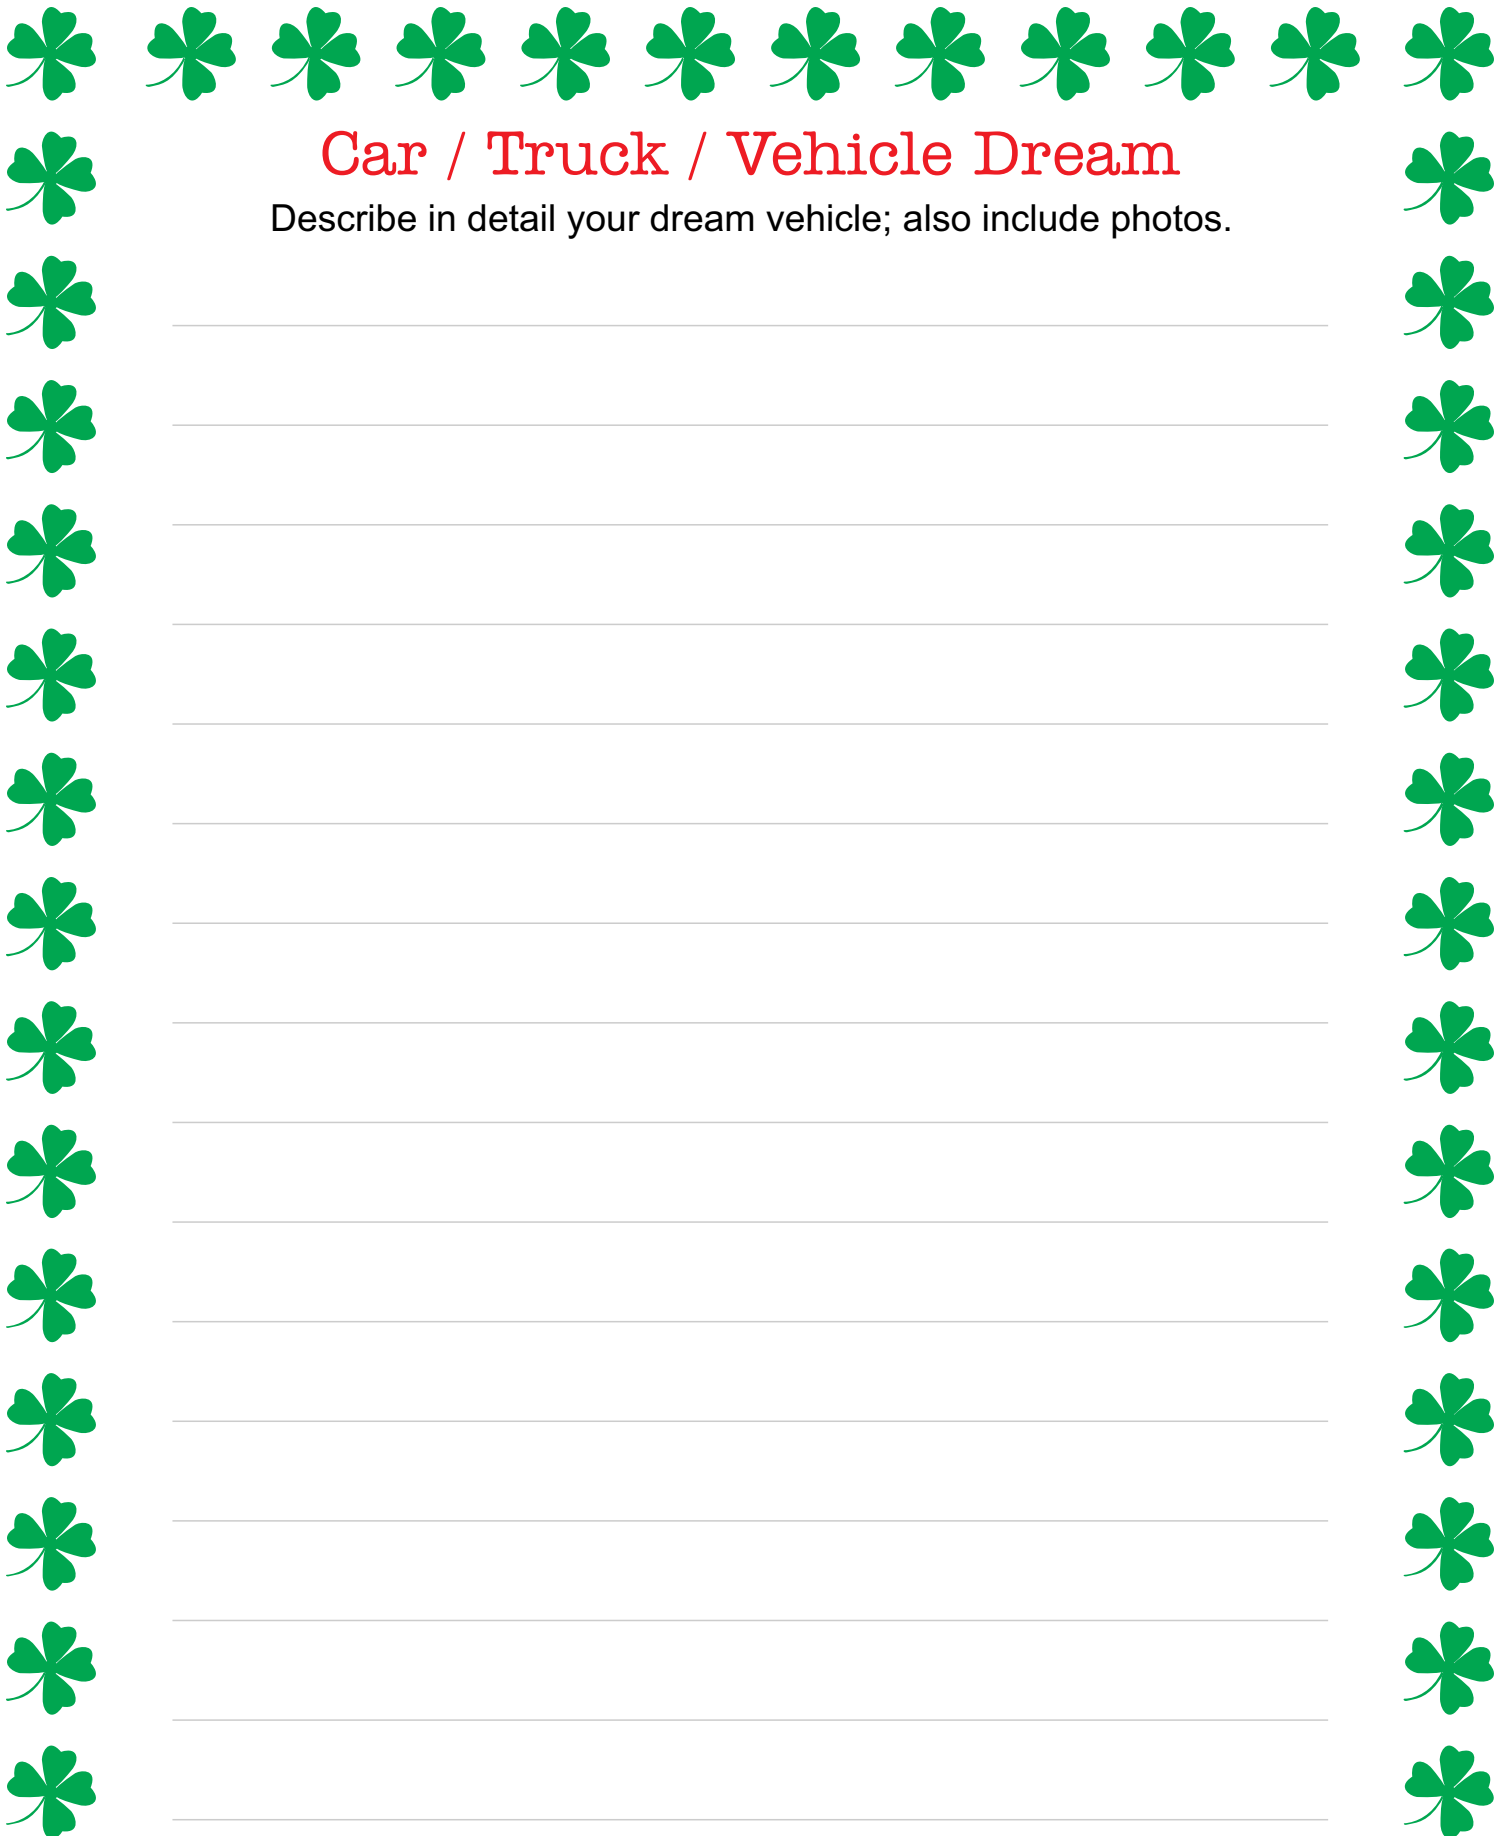 Car / Truck / Vehicle Dream
Describe in detail your dream vehicle; also include photos.